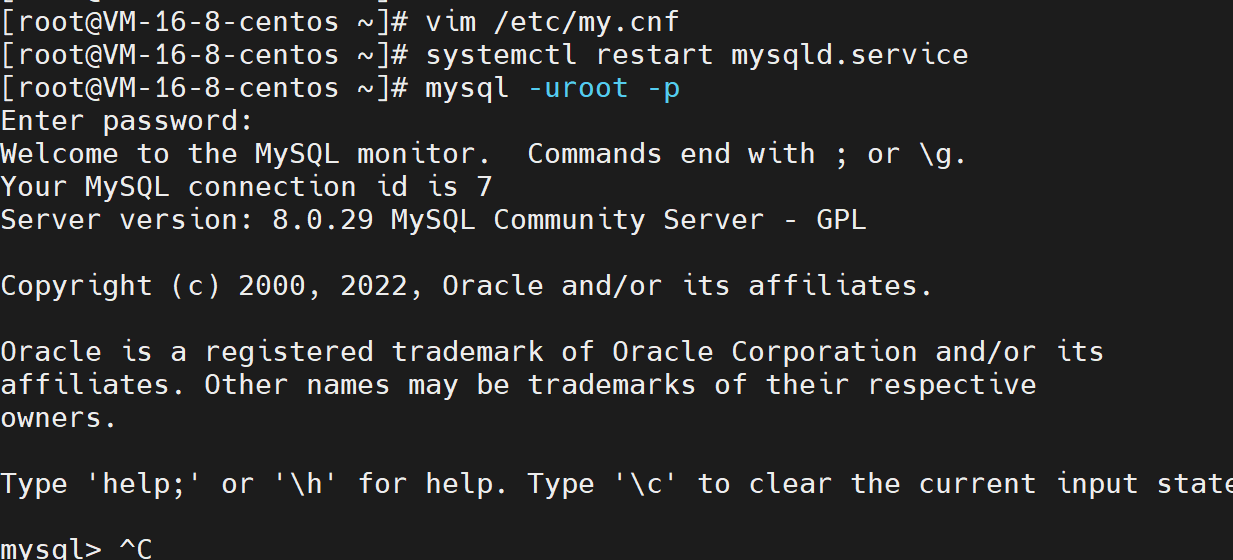 [root@VM-16-8-centos ~]# vim /etc/my.cnf
[root@VM-16-8-centos ~]# systemctl restart mysqld.service
[root@VM-16-8-centos ~]# mysql -uroot -p
Enter password:
Welcome to the MySQL monitor.  Commands end with ; or \g.
Your MySQL connection id is 7
Server version: 8.0.29 MySQL Community Server - GPL
Copyright (c) 2000, 2022, Oracle and/or its affiliates.
Oracle is a registered trademark of Oracle Corporation and/or its
affiliates. Other names may be trademarks of their respective
owners.
Type 'help;' or '\h' for help. Type '\c' to clear the current input state
mysql> ^C